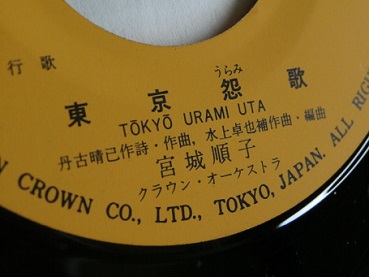 行歌
うらみ
東京怨歌
TŌKYŌ URAMI UTA
丹古晴己作詩・作曲, 水上卓也補作曲・編曲
宮城順子
クラウン・オーケストラ
N CROWN CO., LTD., TOKYO, JAPAN. ALL RIGH